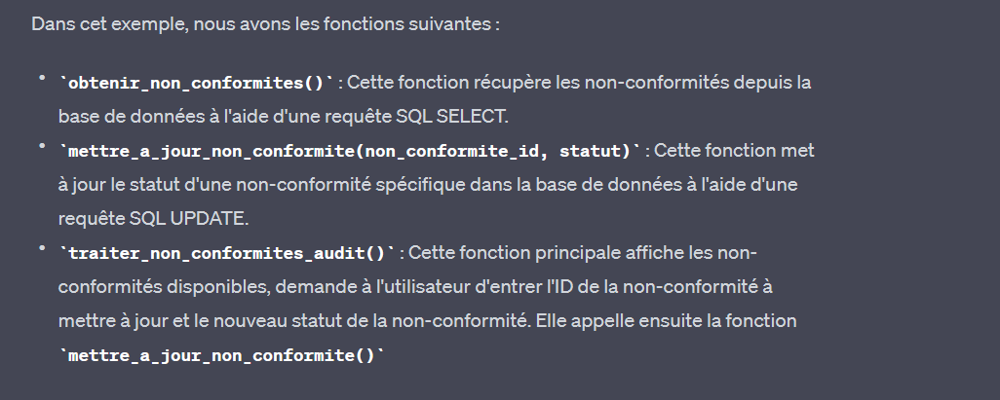 Dans cet exemple, nous avons les fonctions suivantes :
• `obtenir_non_conformites()` : Cette fonction récupère les non-conformités depuis la
base de données à l'aide d'une requête SQL SELECT.
• `mettre_a_jour_non_conformite(non_conformite_id, statut)` : Cette fonction met
à jour le statut d'une non-conformité spécifique dans la base de données à l'aide d'une
requête SQL UPDATE.
• `traiter_non_conformites_audit()` : Cette fonction principale affiche les non-
conformités disponibles, demande à l'utilisateur d'entrer l'ID de la non-conformité à
mettre à jour et le nouveau statut de la non-conformité. Elle appelle ensuite la fonction
`mettre_a_jour_non_conformite()`